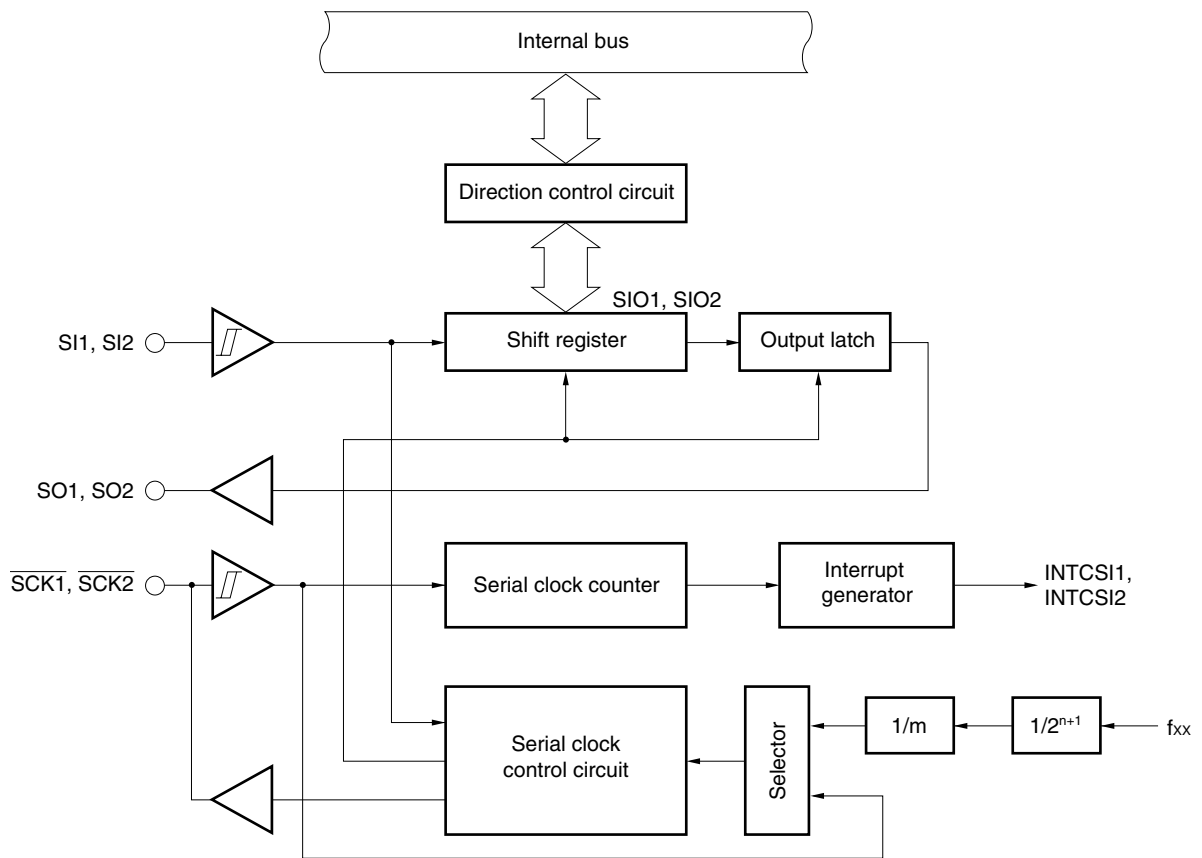 Internal bus
Direction control circuit
SIO1, SIO2
SI1, SI2
Shift register
Output latch
SO1, SO2
SCK1, SCK2
Serial clock counter
Interrupt
generator
INTCSI1,
INTCSI2
Serial clock
control circuit
Selector
1/m
1/2ⁿ⁺¹
fxx